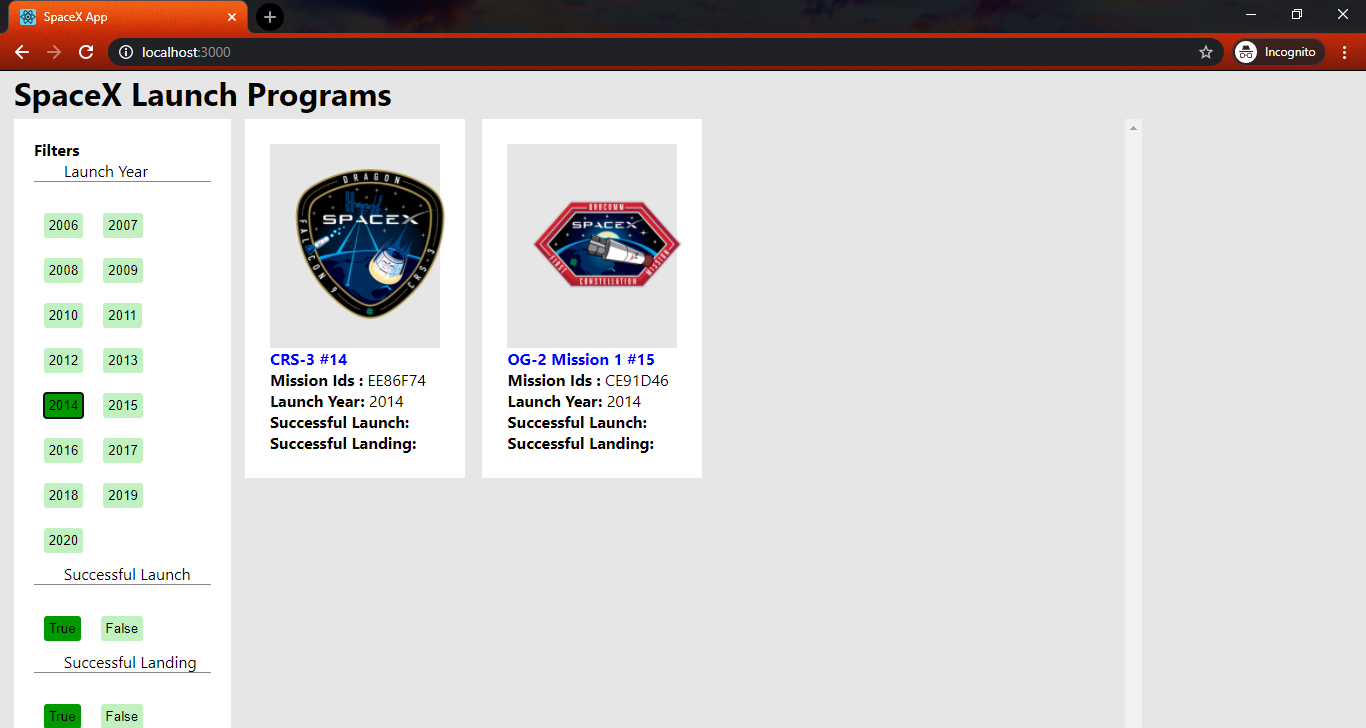 SpaceX App
localhost:3000
Incognito
SpaceX Launch Programs
Filters
Launch Year
2006 2007
2008 2009
2010 2011
2012 2013
2014 2015
2016 2017
2018 2019
2020
Successful Launch
True False
Successful Landing
True False
DRAGON
SPACEX
FALCON 9
CRS-3
CRS-3 #14
Mission Ids : EE86F74
Launch Year: 2014
Successful Launch:
Successful Landing:
ORBCOMM
SPACEX
FIRST
CONSTELLATION
MISSION
OG-2 Mission 1 #15
Mission Ids : CE91D46
Launch Year: 2014
Successful Launch:
Successful Landing: